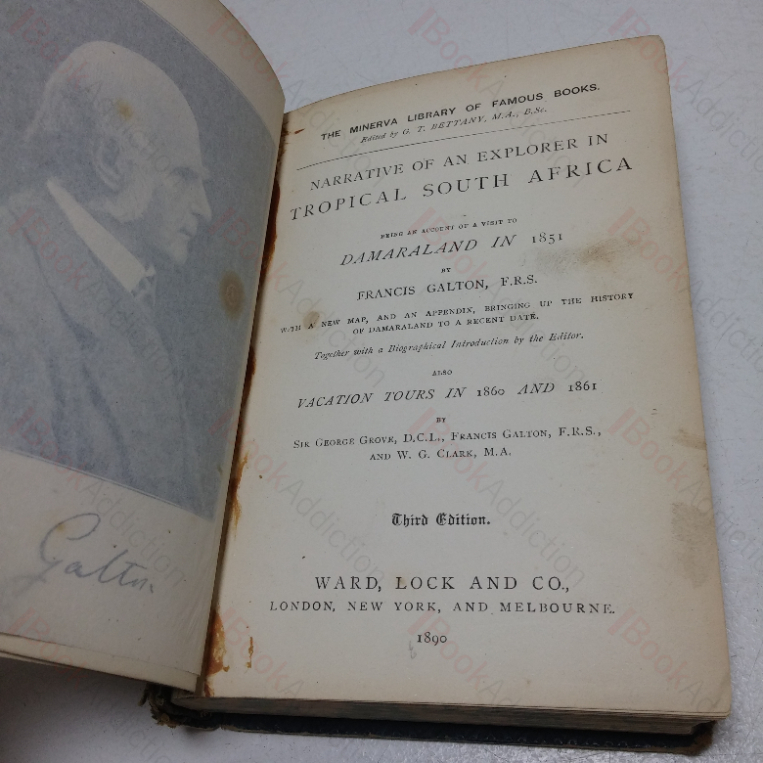 Galton
THE MINERVA LIBRARY OF FAMOUS BOOKS.
Edited by G. T. BETTANY, M.A., B.Sc.
NARRATIVE OF AN EXPLORER IN
TROPICAL SOUTH AFRICA
BEING AN ACCOUNT OF A VISIT TO
DAMARALAND IN 1851
BY
FRANCIS GALTON, F.R.S.
WITH A NEW MAP, AND AN APPENDIX, BRINGING UP THE HISTORY
OF DAMARALAND TO A RECENT DATE.
Together with a Biographical Introduction by the Editor.
ALSO
VACATION TOURS IN 1860 AND 1861
BY
SIR GEORGE GROVE, D.C.L., FRANCIS GALTON, F.R.S.,
AND W. G. CLARK, M.A.
Third Edition.
WARD, LOCK AND CO.,
LONDON, NEW YORK, AND MELBOURNE.
1890
BookAddiction